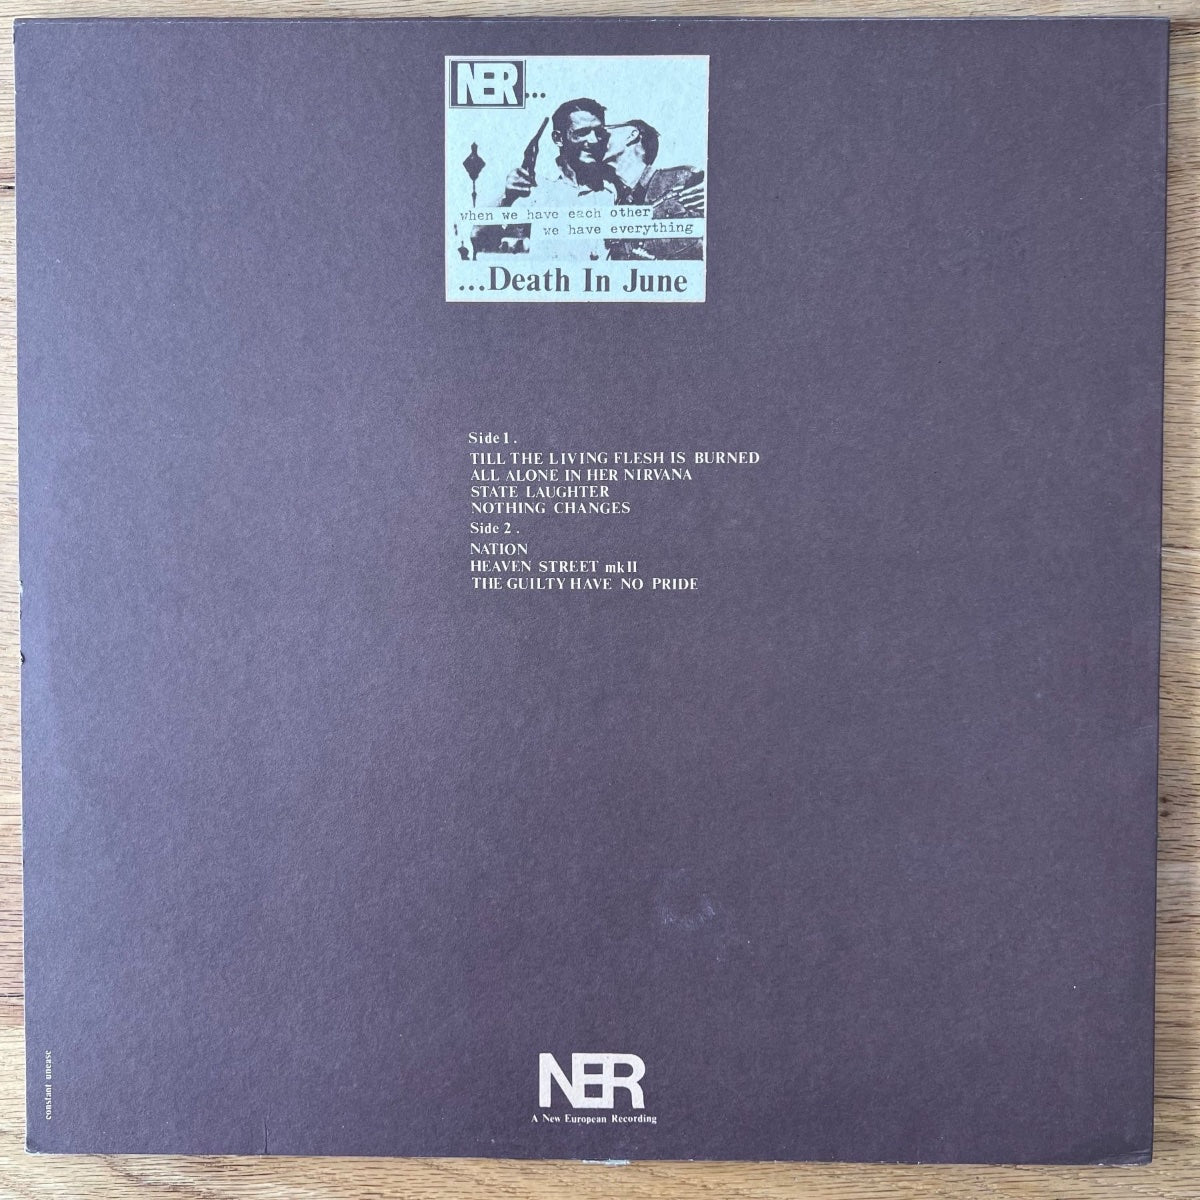 NER...
when we have each other
we have everything
...Death In June
Side 1.
TILL THE LIVING FLESH IS BURNED
ALL ALONE IN HER NIRVANA
STATE LAUGHTER
NOTHING CHANGES
Side 2.
NATION
HEAVEN STREET mkII
THE GUILTY HAVE NO PRIDE
constant unease
NER
A New European Recording